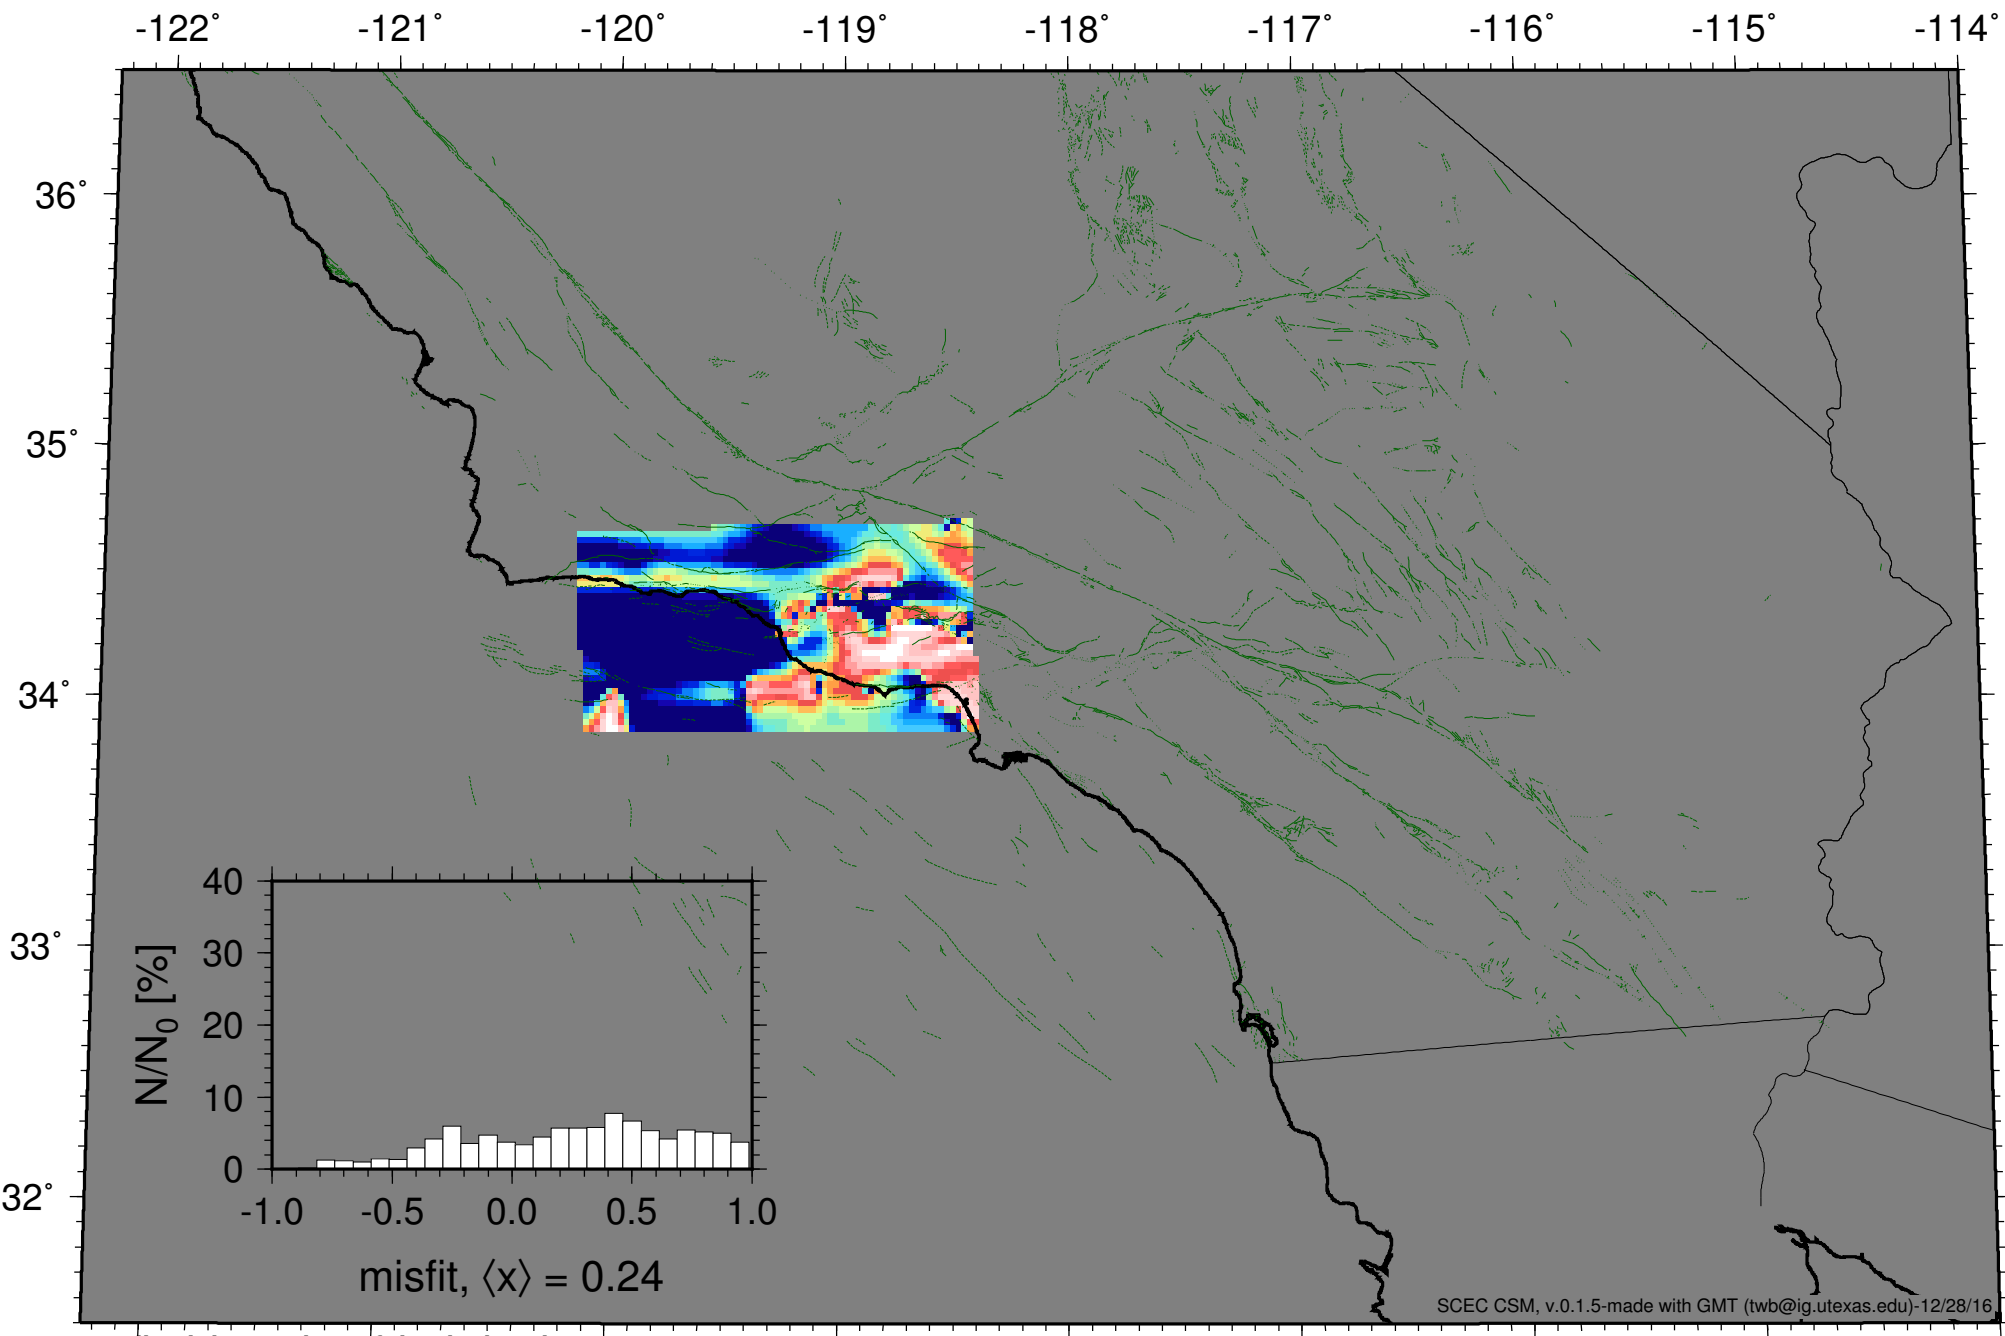 -122° -121° -120° -119° -118° -117° -116° -115° -114°
36°
35°
34°
33°
32°
40
30
20
10
0
N/N₀ [%]
-1.0 -0.5 0.0 0.5 1.0
misfit, ⟨x⟩ = 0.24
SCEC CSM, v.0.1.5-made with GMT (twb@ig.utexas.edu)-12/28/16